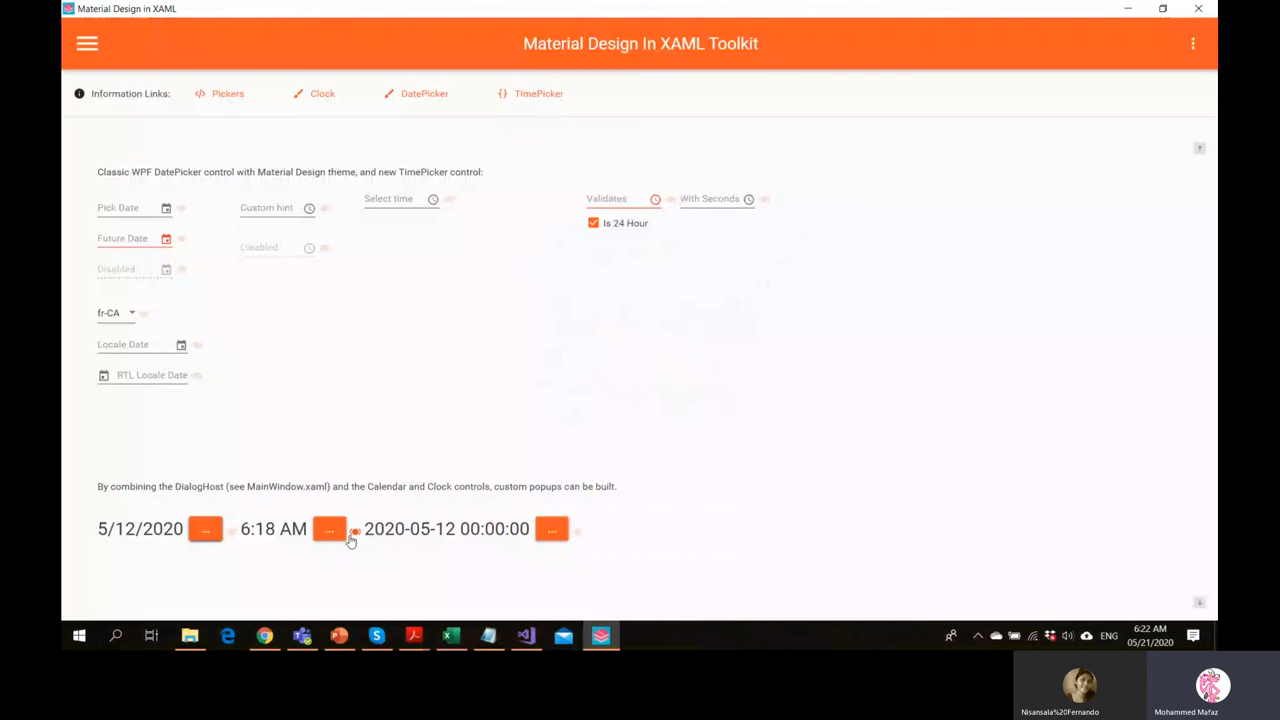 Material Design in XAML
Material Design In XAML Toolkit
Information Links: Pickers Clock DatePicker TimePicker
Classic WPF DatePicker control with Material Design theme, and new TimePicker control:
Pick Date Custom hint Select time Validates With Seconds
Is 24 Hour
Future Date Disabled
Disabled
fr-CA
Locale Date
RTL Locale Date
By combining the DialogHost (see MainWindow.xaml) and the Calendar and Clock controls, custom popups can be built.
5/12/2020 ... 6:18 AM ... 2020-05-12 00:00:00 ...
ENG 6:22 AM
05/21/2020
Nisansala%20Fernando Mohammed Mafaz